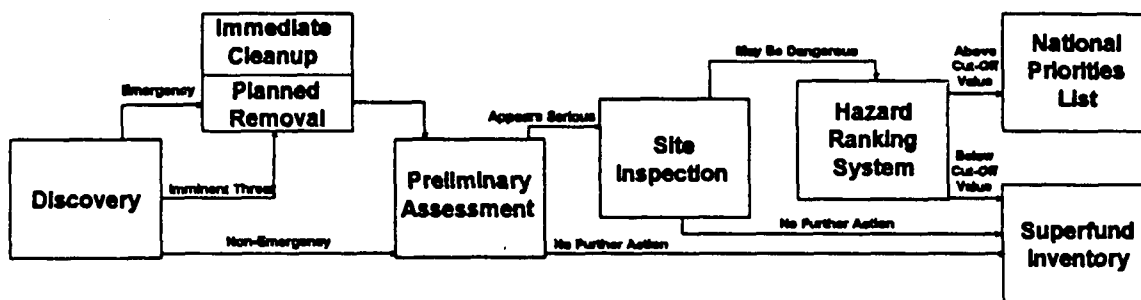 Immediate
Cleanup
Planned
Removal
Emergency
Discovery
Imminent Threat
Non-Emergency
Preliminary
Assessment
Appears Serious
No Further Action
Site
Inspection
May Be Dangerous
No Further Action
Hazard
Ranking
System
Above
Cut-Off
Value
Below
Cut-Off
Value
National
Priorities
List
Superfund
Inventory